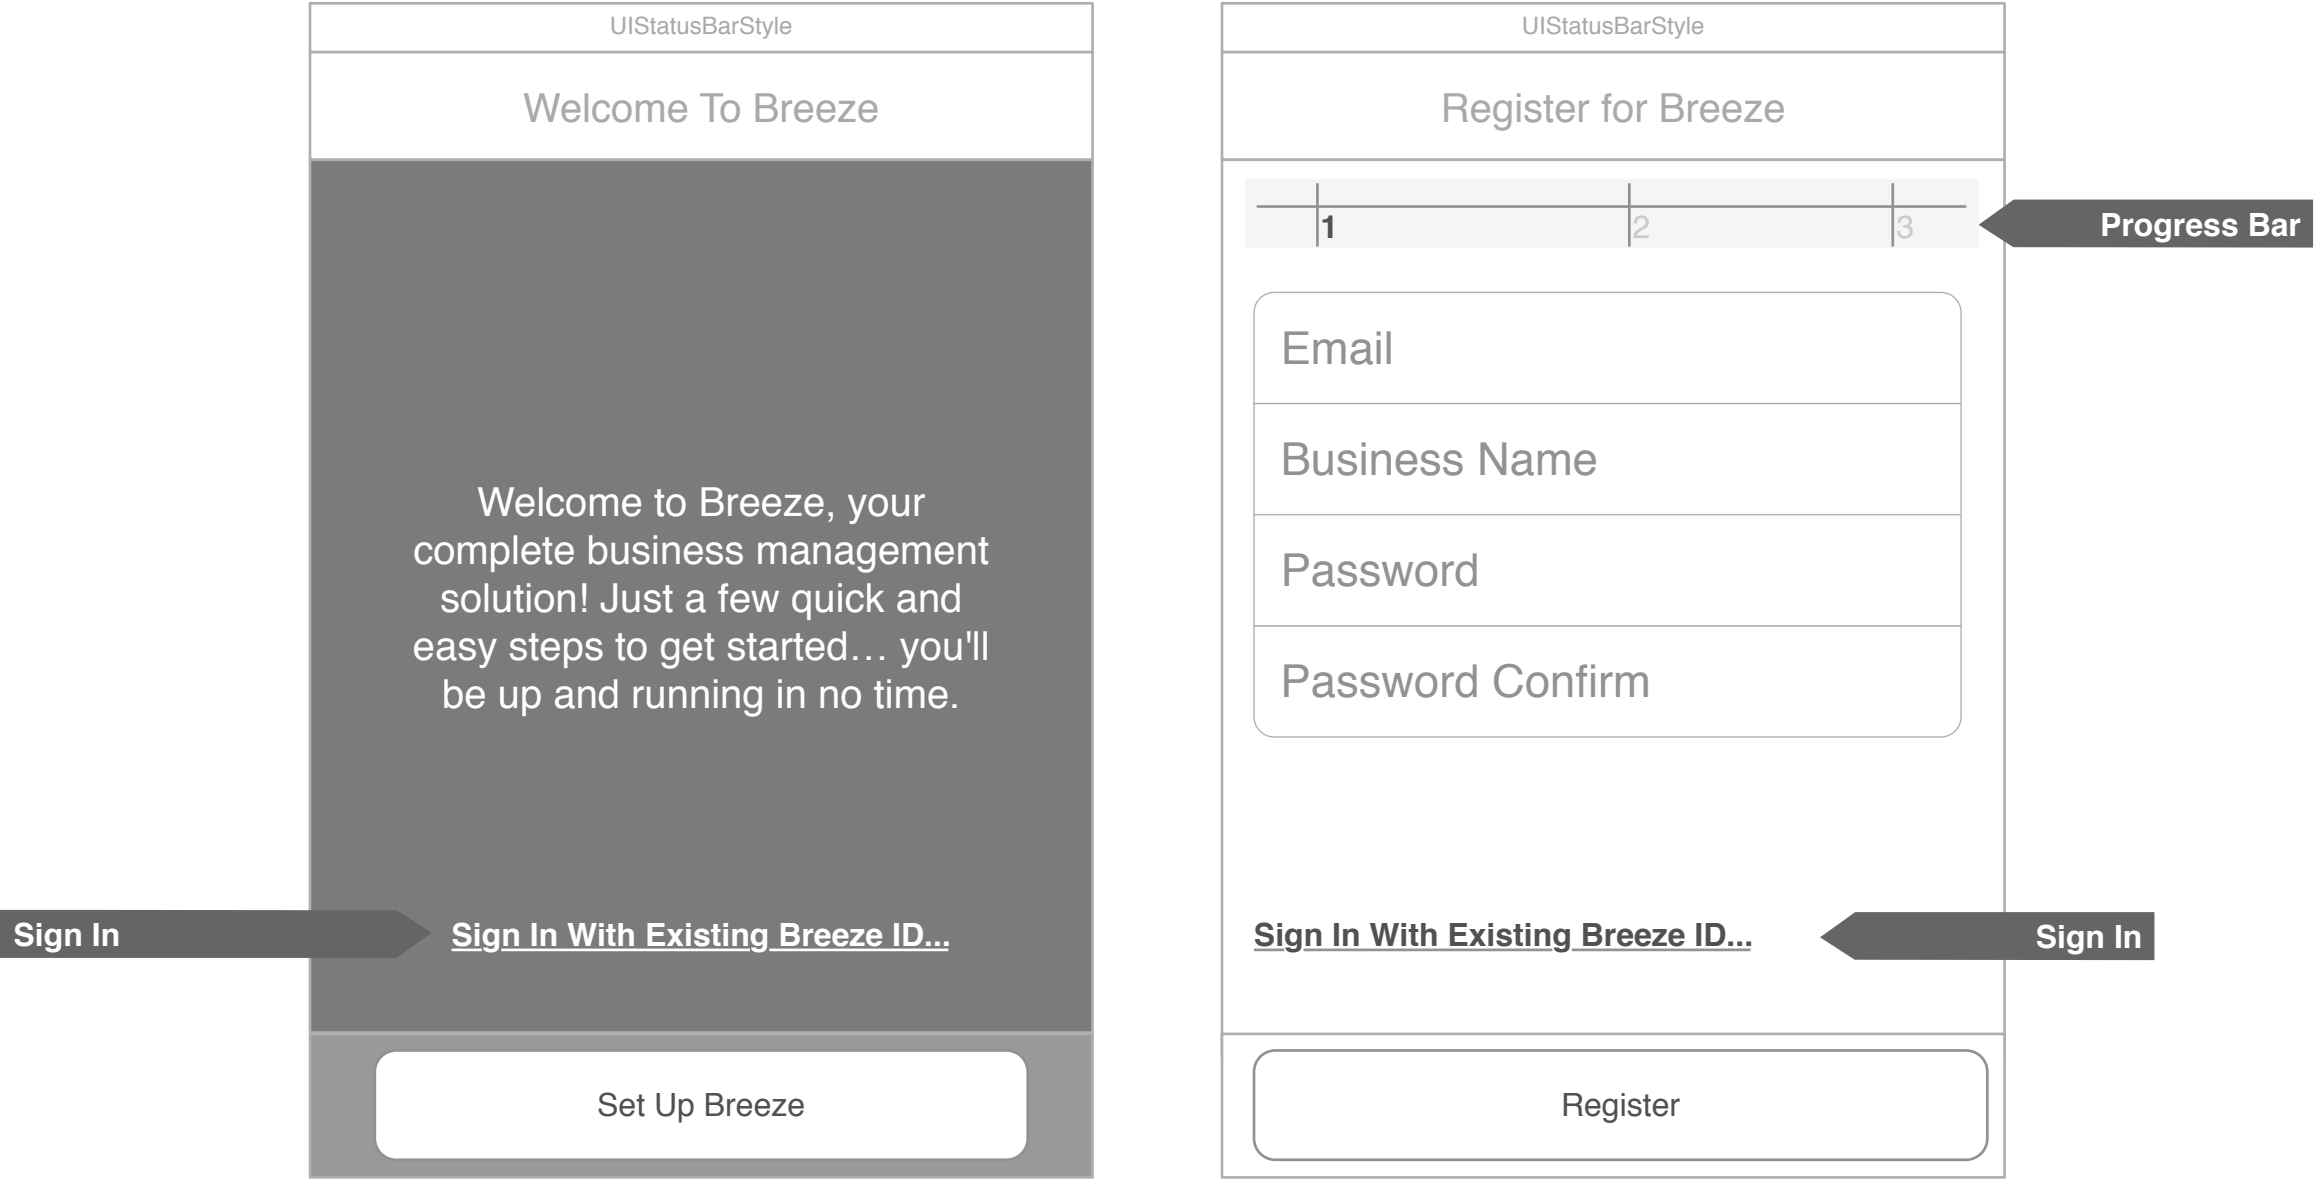 UIStatusBarStyle
Welcome To Breeze
Welcome to Breeze, your
complete business management
solution! Just a few quick and
easy steps to get started… you'll
be up and running in no time.
Sign In
Sign In With Existing Breeze ID...
Set Up Breeze
UIStatusBarStyle
Register for Breeze
1
2
3
Progress Bar
Email
Business Name
Password
Password Confirm
Sign In With Existing Breeze ID...
Sign In
Register